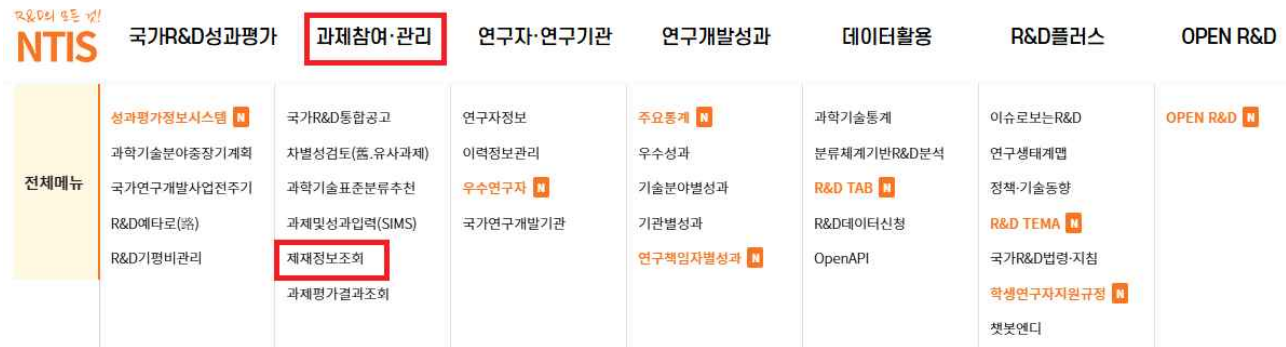 R&D의 모든 것!
NTIS
국가R&D성과평가
과제참여·관리
연구자·연구기관
연구개발성과
데이터활용
R&D플러스
OPEN R&D
전체메뉴
성과평가정보시스템 N
과학기술분야중장기계획
국가연구개발사업전주기
R&D예타로(路)
R&D기평비관리
국가R&D통합공고
차별성검토(舊.유사과제)
과학기술표준분류추천
과제및성과입력(SIMS)
제재정보조회
과제평가결과조회
연구자정보
이력정보관리
우수연구자 N
국가연구개발기관
주요통계 N
우수성과
기술분야별성과
기관별성과
연구책임자별성과 N
과학기술통계
분류체계기반R&D분석
R&D TAB N
R&D데이터신청
OpenAPI
이슈로보는R&D
연구생태계맵
정책·기술동향
R&D TEMA N
국가R&D법령·지침
학생연구자지원규정 N
챗봇엔디
OPEN R&D N